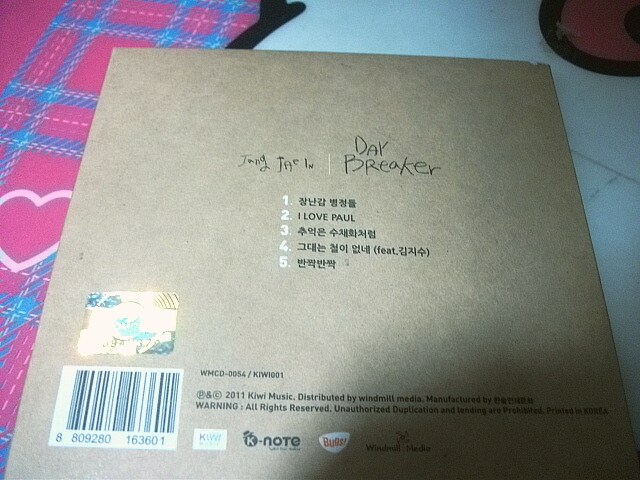 Jang Jae In
Day
Breaker
1. 장난감 병정들
2. I LOVE PAUL
3. 추억은 수채화처럼
4. 그대는 철이 없네 (feat.김지수)
5. 반짝반짝
WMCD-0054 / KIWI001
℗&© 2011 Kiwi Music. Distributed by windmill media. Manufactured by
WARNING : All Rights Reserved. Unauthorized Duplication and lending are Prohibited. Printed in KOREA
8 809280 163601
KIWI
K-NOTE
Bugs!
Windmill Media